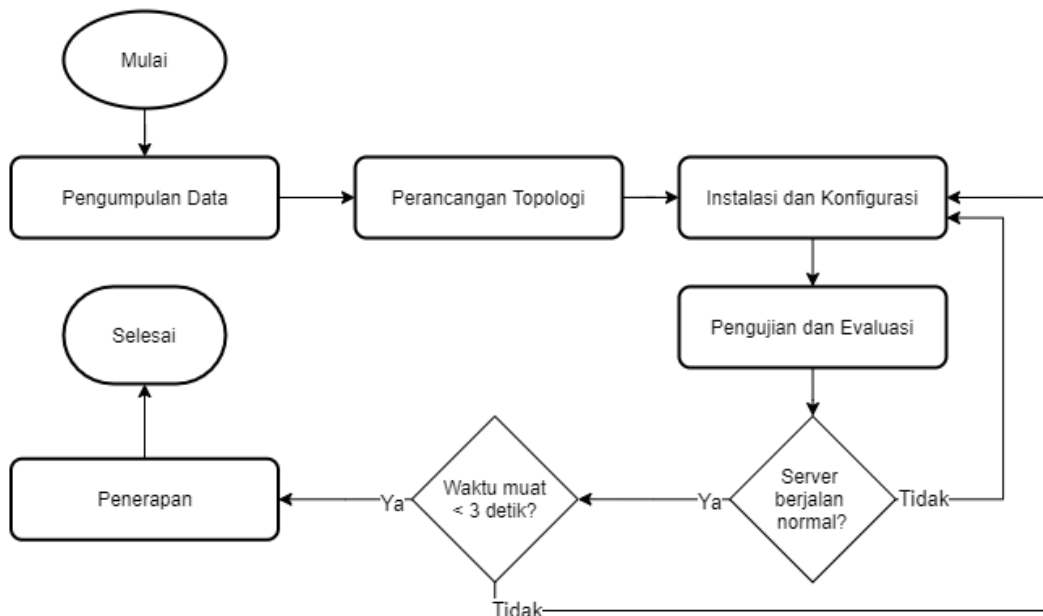 Mulai
Pengumpulan Data
Perancangan Topologi
Instalasi dan Konfigurasi
Pengujian dan Evaluasi
Server
berjalan
normal?
Tidak
Ya
Waktu muat
< 3 detik?
Tidak
Ya
Penerapan
Selesai